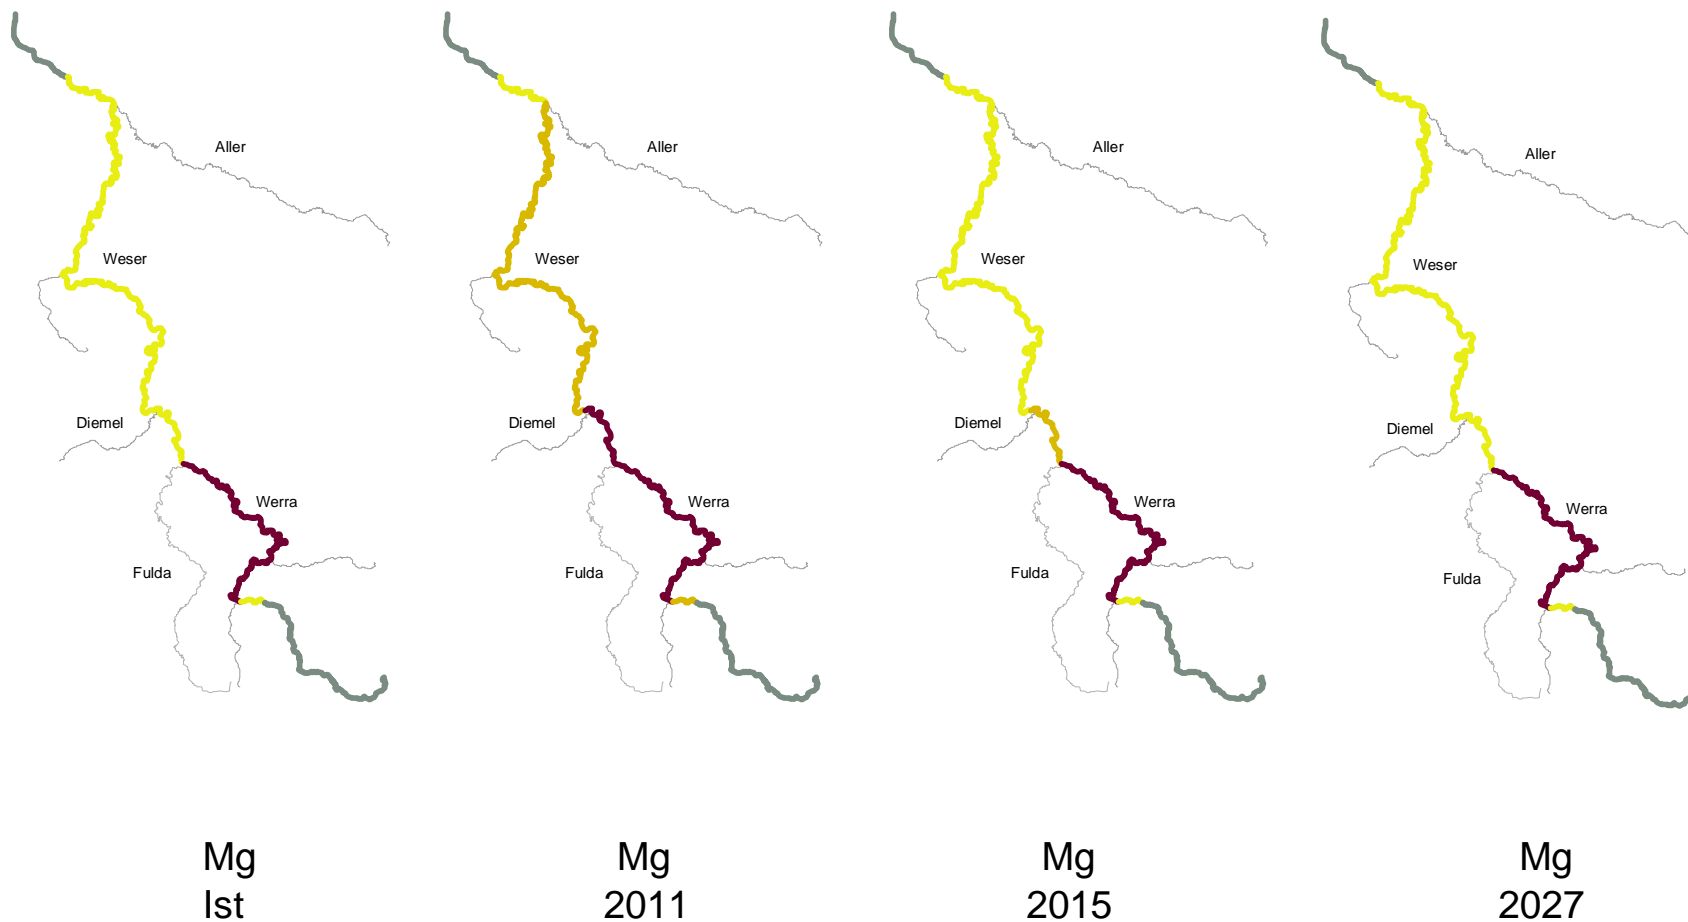 Aller
Weser
Diemel
Werra
Fulda
Mg
Ist
Aller
Weser
Diemel
Werra
Fulda
Mg
2011
Aller
Weser
Diemel
Werra
Fulda
Mg
2015
Aller
Weser
Diemel
Werra
Fulda
Mg
2027